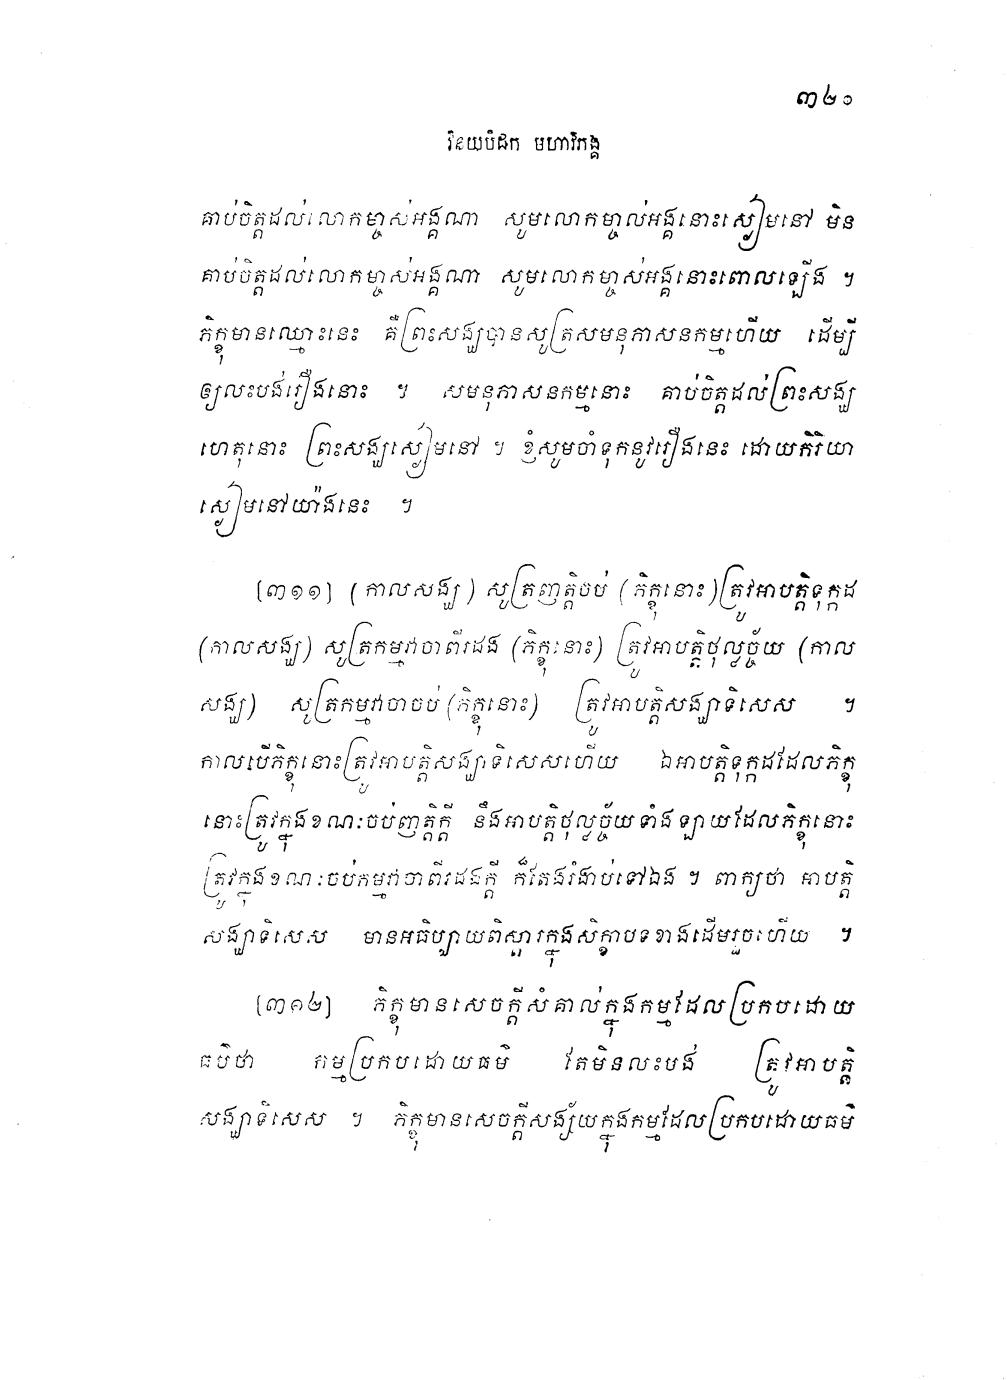 ៣៤១
វិនយបិដក មហាវិភង្គ
គាប់ចិត្តដល់លោកម្ចាស់អង្គណា សូមលោកម្ចាល់អង្គនោះស្ងៀមនៅ មិន
គាប់ចិត្តដល់លោកម្ចាស់អង្គណា សូមលោកម្ចាស់អង្គនោះពោលឡើង ។
ភិក្ខុមានឈ្មោះនេះ គឺព្រះសង្ឃបានសូត្រសមនុភាសនកម្មហើយ ដើម្បី
ឲ្យលះបង់រឿងនោះ ។ សមនុភាសនកម្មនោះ គាប់ចិត្តដល់ព្រះសង្ឃ
ហេតុនោះ ព្រះសង្ឃស្ងៀមនៅ ។ ខ្ញុំសូមចាំទុកនូវរឿងនេះ ដោយកិរិយា
ស្ងៀមនៅយ៉ាងនេះ ។
[៣១១] (កាលសង្ឃ) សូត្រញត្តិចប់ (ភិក្ខុនោះ)ត្រូវអាបត្តិទុក្កដ
(កាលសង្ឃ) សូត្រកម្មវាចាពីរដង (ភិក្ខុនោះ) ត្រូវអាបត្តិថុល្លច្ច័យ (កាល
សង្ឃ) សូត្រកម្មវាចាចប់(ភិក្ខុនោះ) ត្រូវអាបត្តិសង្ឃាទិសេស ។
កាលបើភិក្ខុនោះត្រូវអាបត្តិសង្ឃាទិសេសហើយ ឯអាបត្តិទុក្កដដែលភិក្ខុ
នោះត្រូវក្នុងខណៈចប់ញត្តិក្ដី នឹងអាបត្តិថុល្លច្ច័យទាំងឡាយដែលភិក្ខុនោះ
ត្រូវក្នុងខណៈចប់កម្មវាចាពីរដងក្ដី ក៏តែងរំងាប់ទៅឯង ។ ពាក្យថា អាបត្តិ
សង្ឃាទិសេស មានអធិប្បាយពិស្ដារក្នុងសិក្ខាបទខាងដើមរួចហើយ ។
[៣១២] ភិក្ខុមានសេចក្ដីសំគាល់ក្នុងកម្មដែលប្រកបដោយ
ធម៌ថា កម្មប្រកបដោយធម៌ តែមិនលះបង់ ត្រូវអាបត្តិ
សង្ឃាទិសេស ។ ភិក្ខុមានសេចក្ដីសង្ស័យក្នុងកម្មដែលប្រកបដោយធម៌